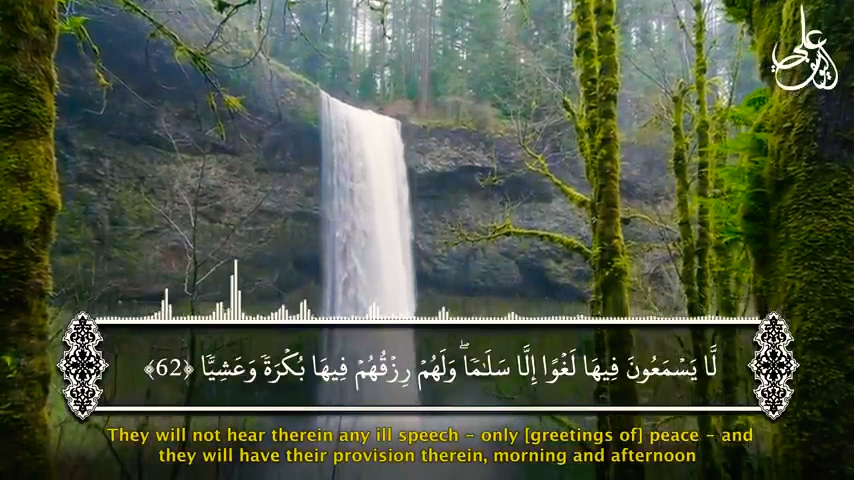 لَّا يَسْمَعُونَ فِيهَا لَغْوًا إِلَّا سَلَـٰمًا ۖ وَلَهُمْ رِزْقُهُمْ فِيهَا بُكْرَةً وَعَشِيًّا ﴿62﴾
They will not hear therein any ill speech – only [greetings of] peace – and
they will have their provision therein, morning and afternoon